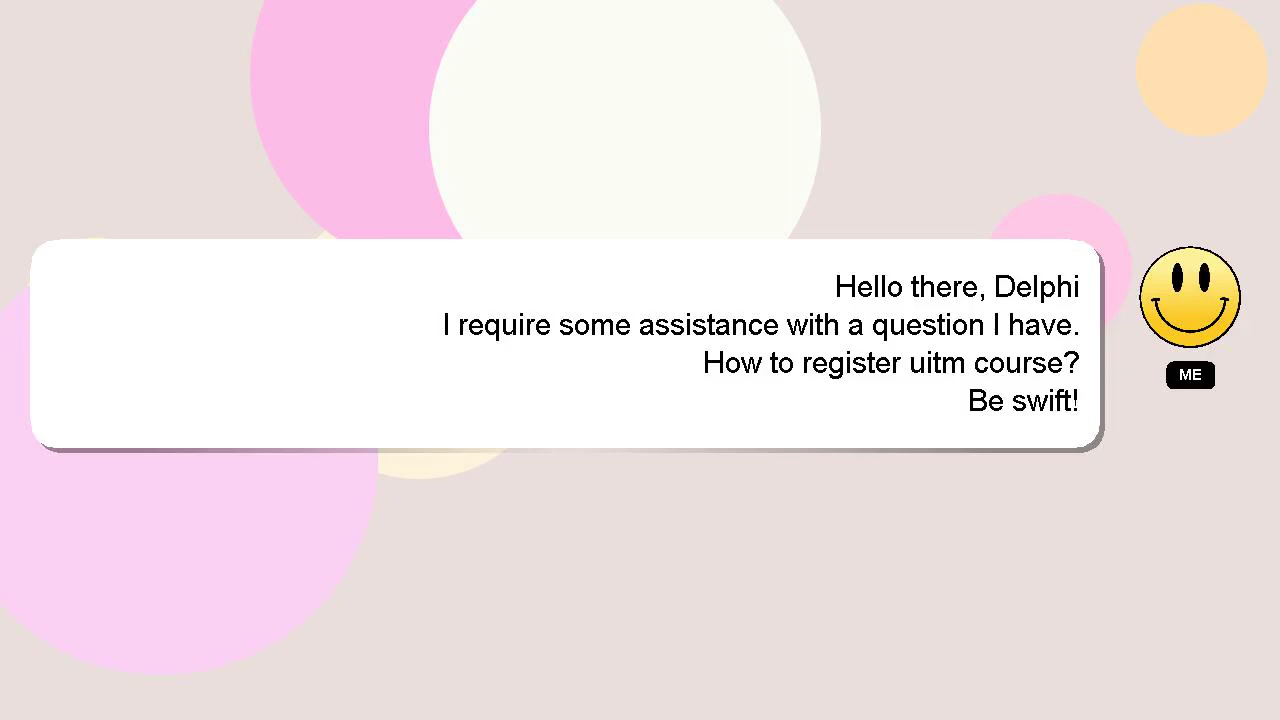 Hello there, Delphi
I require some assistance with a question I have.
How to register uitm course?
Be swift!
ME